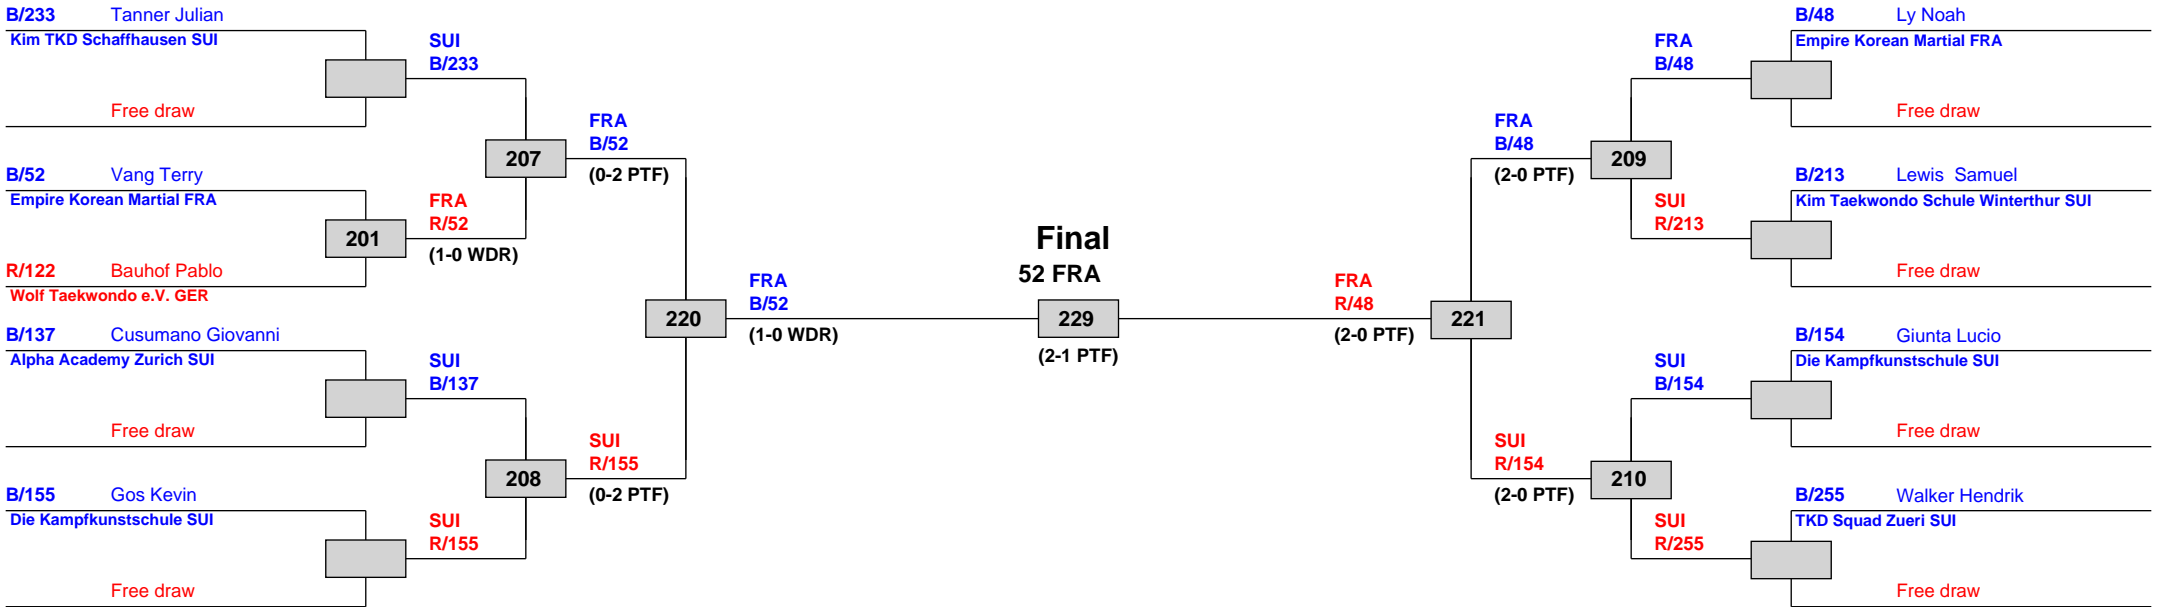 B/233 Tanner Julian
Kim TKD Schaffhausen SUI
Free draw
B/52 Vang Terry
Empire Korean Martial FRA
201
R/122 Bauhof Pablo
Wolf Taekwondo e.V. GER
B/137 Cusumano Giovanni
Alpha Academy Zurich SUI
Free draw
B/155 Gos Kevin
Die Kampfkunstschule SUI
Free draw
SUI
B/233
207
FRA
R/52
(1-0 WDR)
SUI
B/137
208
SUI
R/155
FRA
B/52
(0-2 PTF)
220
SUI
R/155
(0-2 PTF)
FRA
B/52
(1-0 WDR)
Final
52 FRA
229
(2-1 PTF)
FRA
R/48
(2-0 PTF)
221
FRA
B/48
(2-0 PTF)
SUI
R/154
(2-0 PTF)
FRA
B/48
209
SUI
R/213
SUI
B/154
210
SUI
R/255
B/48 Ly Noah
Empire Korean Martial FRA
Free draw
B/213 Lewis  Samuel
Kim Taekwondo Schule Winterthur SUI
Free draw
B/154 Giunta Lucio
Die Kampfkunstschule SUI
Free draw
B/255 Walker Hendrik
TKD Squad Zueri SUI
Free draw